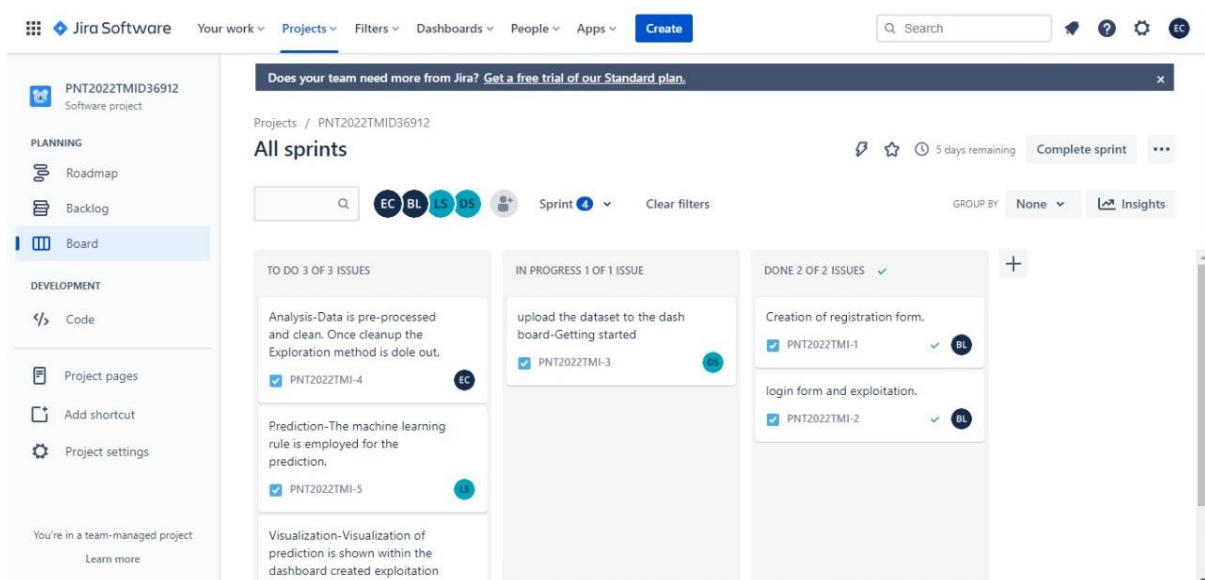 Jira Software Your work Projects Filters Dashboards People Apps Create Search EC
Does your team need more from Jira? Get a free trial of our Standard plan.
PNT2022TMID36912
Software project
PLANNING
Roadmap
Backlog
Board
DEVELOPMENT
Code
Project pages
Add shortcut
Project settings
You're in a team-managed project
Learn more
Projects / PNT2022TMID36912
All sprints
5 days remaining Complete sprint
EC BL LS DS Sprint 4 Clear filters GROUP BY None Insights
TO DO 3 OF 3 ISSUES
Analysis-Data is pre-processed
and clean. Once cleanup the
Exploration method is dole out.
PNT2022TMI-4 EC
Prediction-The machine learning
rule is employed for the
prediction.
PNT2022TMI-5 LS
Visualization-Visualization of
prediction is shown within the
dashboard created exploitation
IN PROGRESS 1 OF 1 ISSUE
upload the dataset to the dash
board-Getting started
PNT2022TMI-3 DS
DONE 2 OF 2 ISSUES
Creation of registration form.
PNT2022TMI-1 BL
login form and exploitation.
PNT2022TMI-2 BL